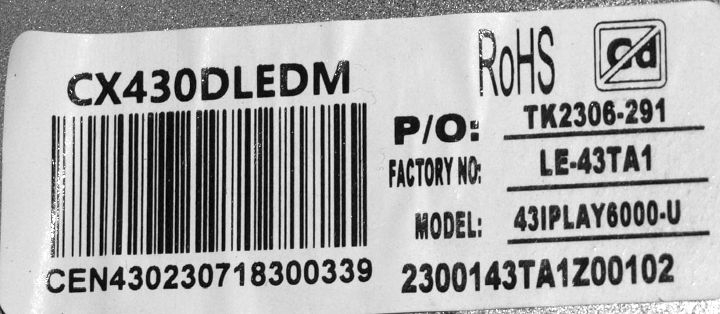 CX430DLEDM
CEN430230718300339
RoHS
Cd
P/O: TK2306-291
FACTORY NO: LE-43TA1
MODEL: 43IPLAY6000-U
2300143TA1Z00102